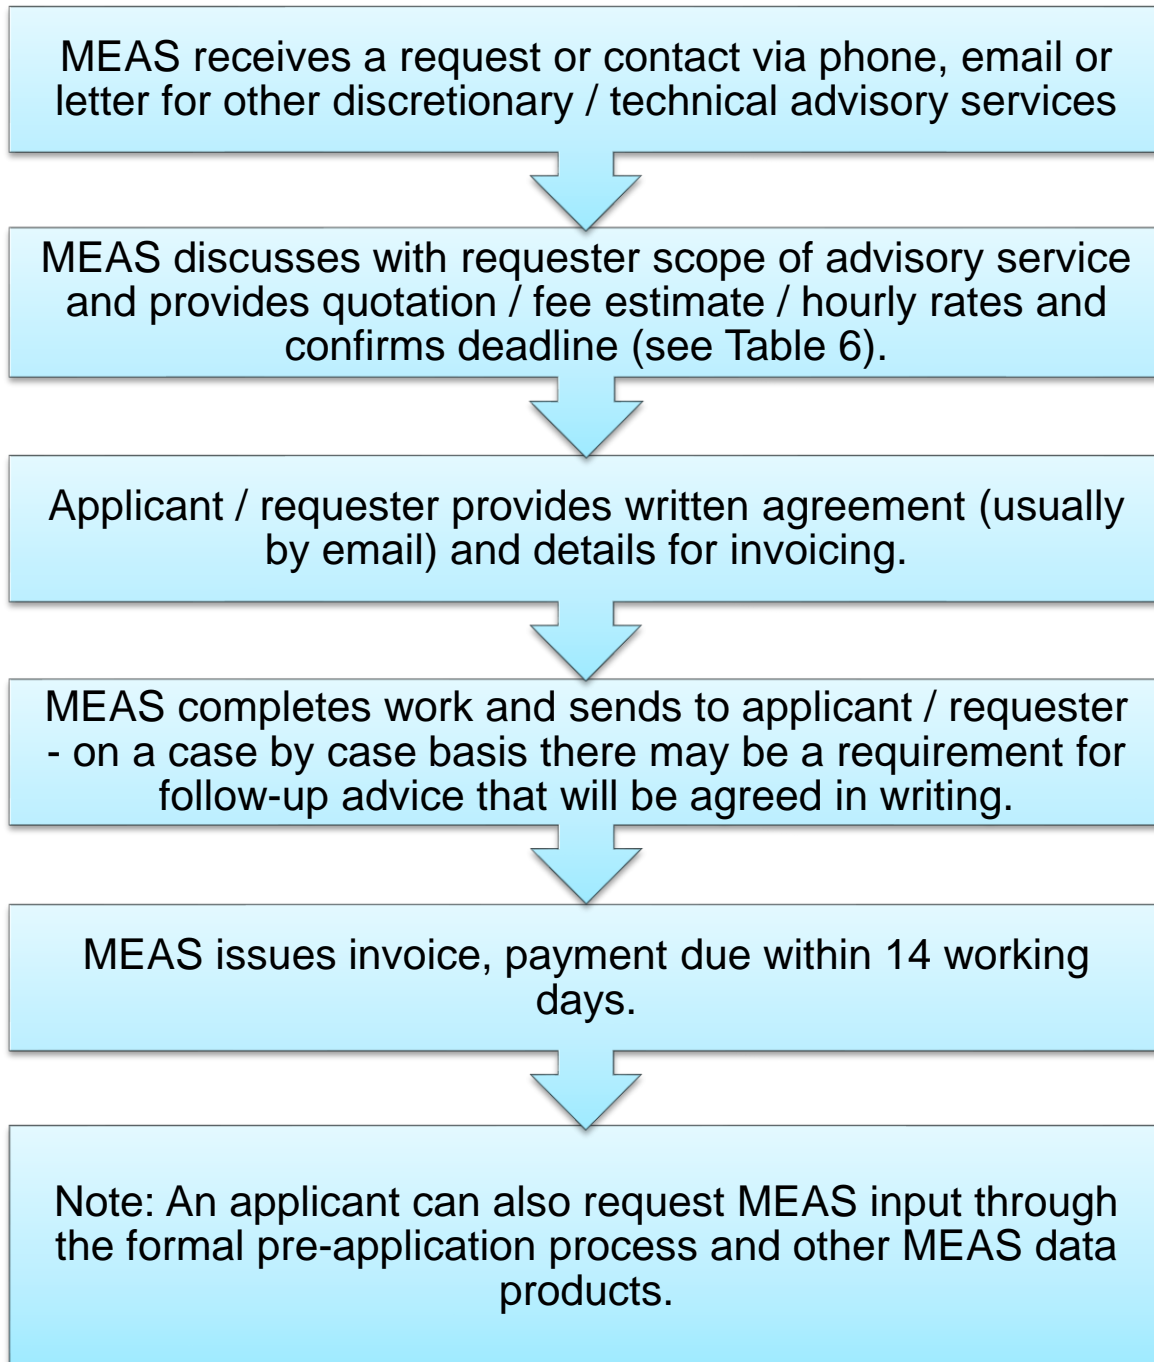 MEAS receives a request or contact via phone, email or
letter for other discretionary / technical advisory services
MEAS discusses with requester scope of advisory service
and provides quotation / fee estimate / hourly rates and
confirms deadline (see Table 6).
Applicant / requester provides written agreement (usually
by email) and details for invoicing.
MEAS completes work and sends to applicant / requester
- on a case by case basis there may be a requirement for
follow-up advice that will be agreed in writing.
MEAS issues invoice, payment due within 14 working
days.
Note: An applicant can also request MEAS input through
the formal pre-application process and other MEAS data
products.